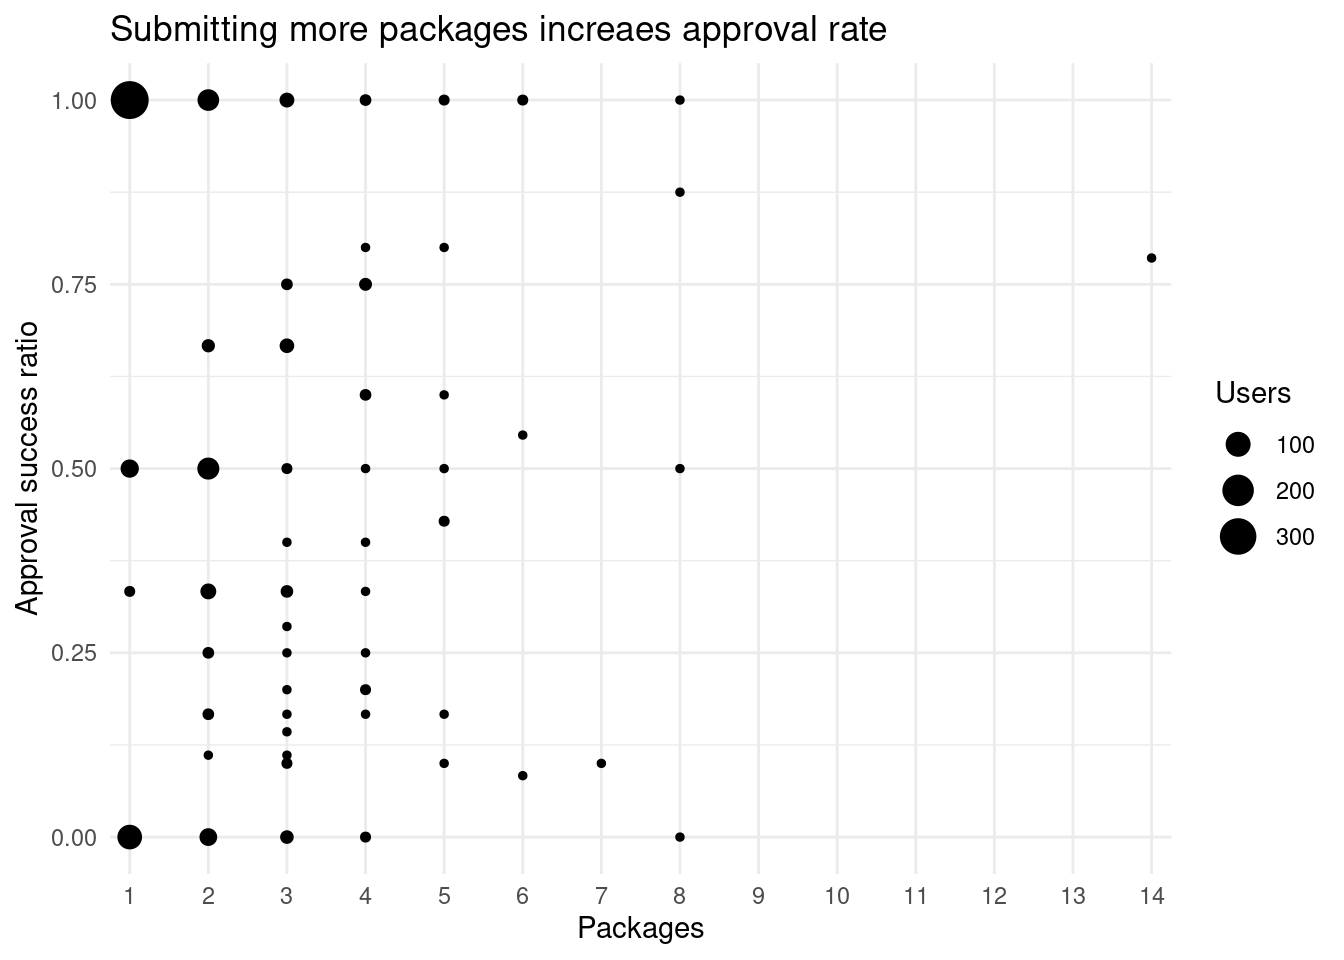 Submitting more packages increaes approval rate
1.00
0.75
0.50
0.25
0.00
Approval success ratio
1 2 3 4 5 6 7 8 9 10 11 12 13 14
Packages
Users
100
200
300